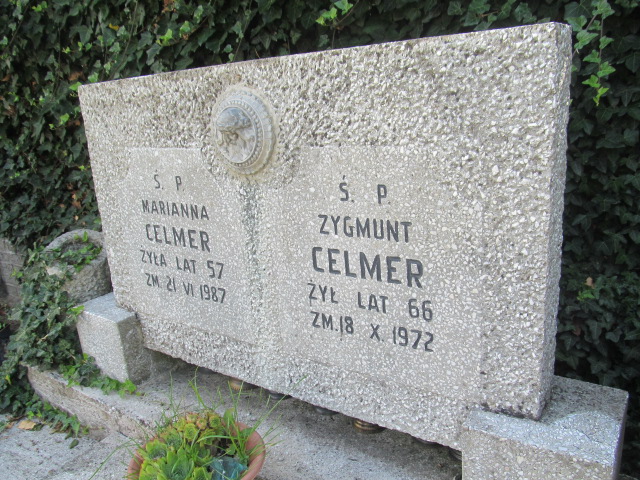 Ś. P.
MARIANNA
CELMER
ŻYŁA LAT 57
ZM. 21 VI 1987
Ś. P.
ZYGMUNT
CELMER
ŻYŁ LAT 66
ZM. 18 X. 1972